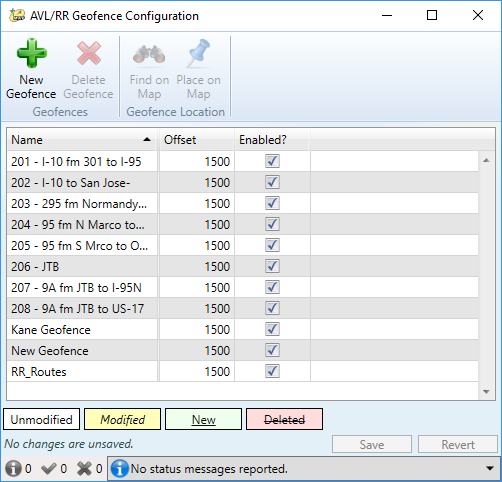 AVL/RR Geofence Configuration
New Geofence
Delete Geofence
Find on Map
Place on Map
Geofences
Geofence Location
Name Offset Enabled?
201 - I-10 fm 301 to I-95 1500
202 - I-10 to San Jose- 1500
203 - 295 fm Normandy... 1500
204 - 95 fm N Marco to... 1500
205 - 95 fm S Mrco to O... 1500
206 - JTB 1500
207 - 9A fm JTB to I-95N 1500
208 - 9A fm JTB to US-17 1500
Kane Geofence 1500
New Geofence 1500
RR_Routes 1500
Unmodified Modified New Deleted
No changes are unsaved. Save Revert
0 0 0 No status messages reported.